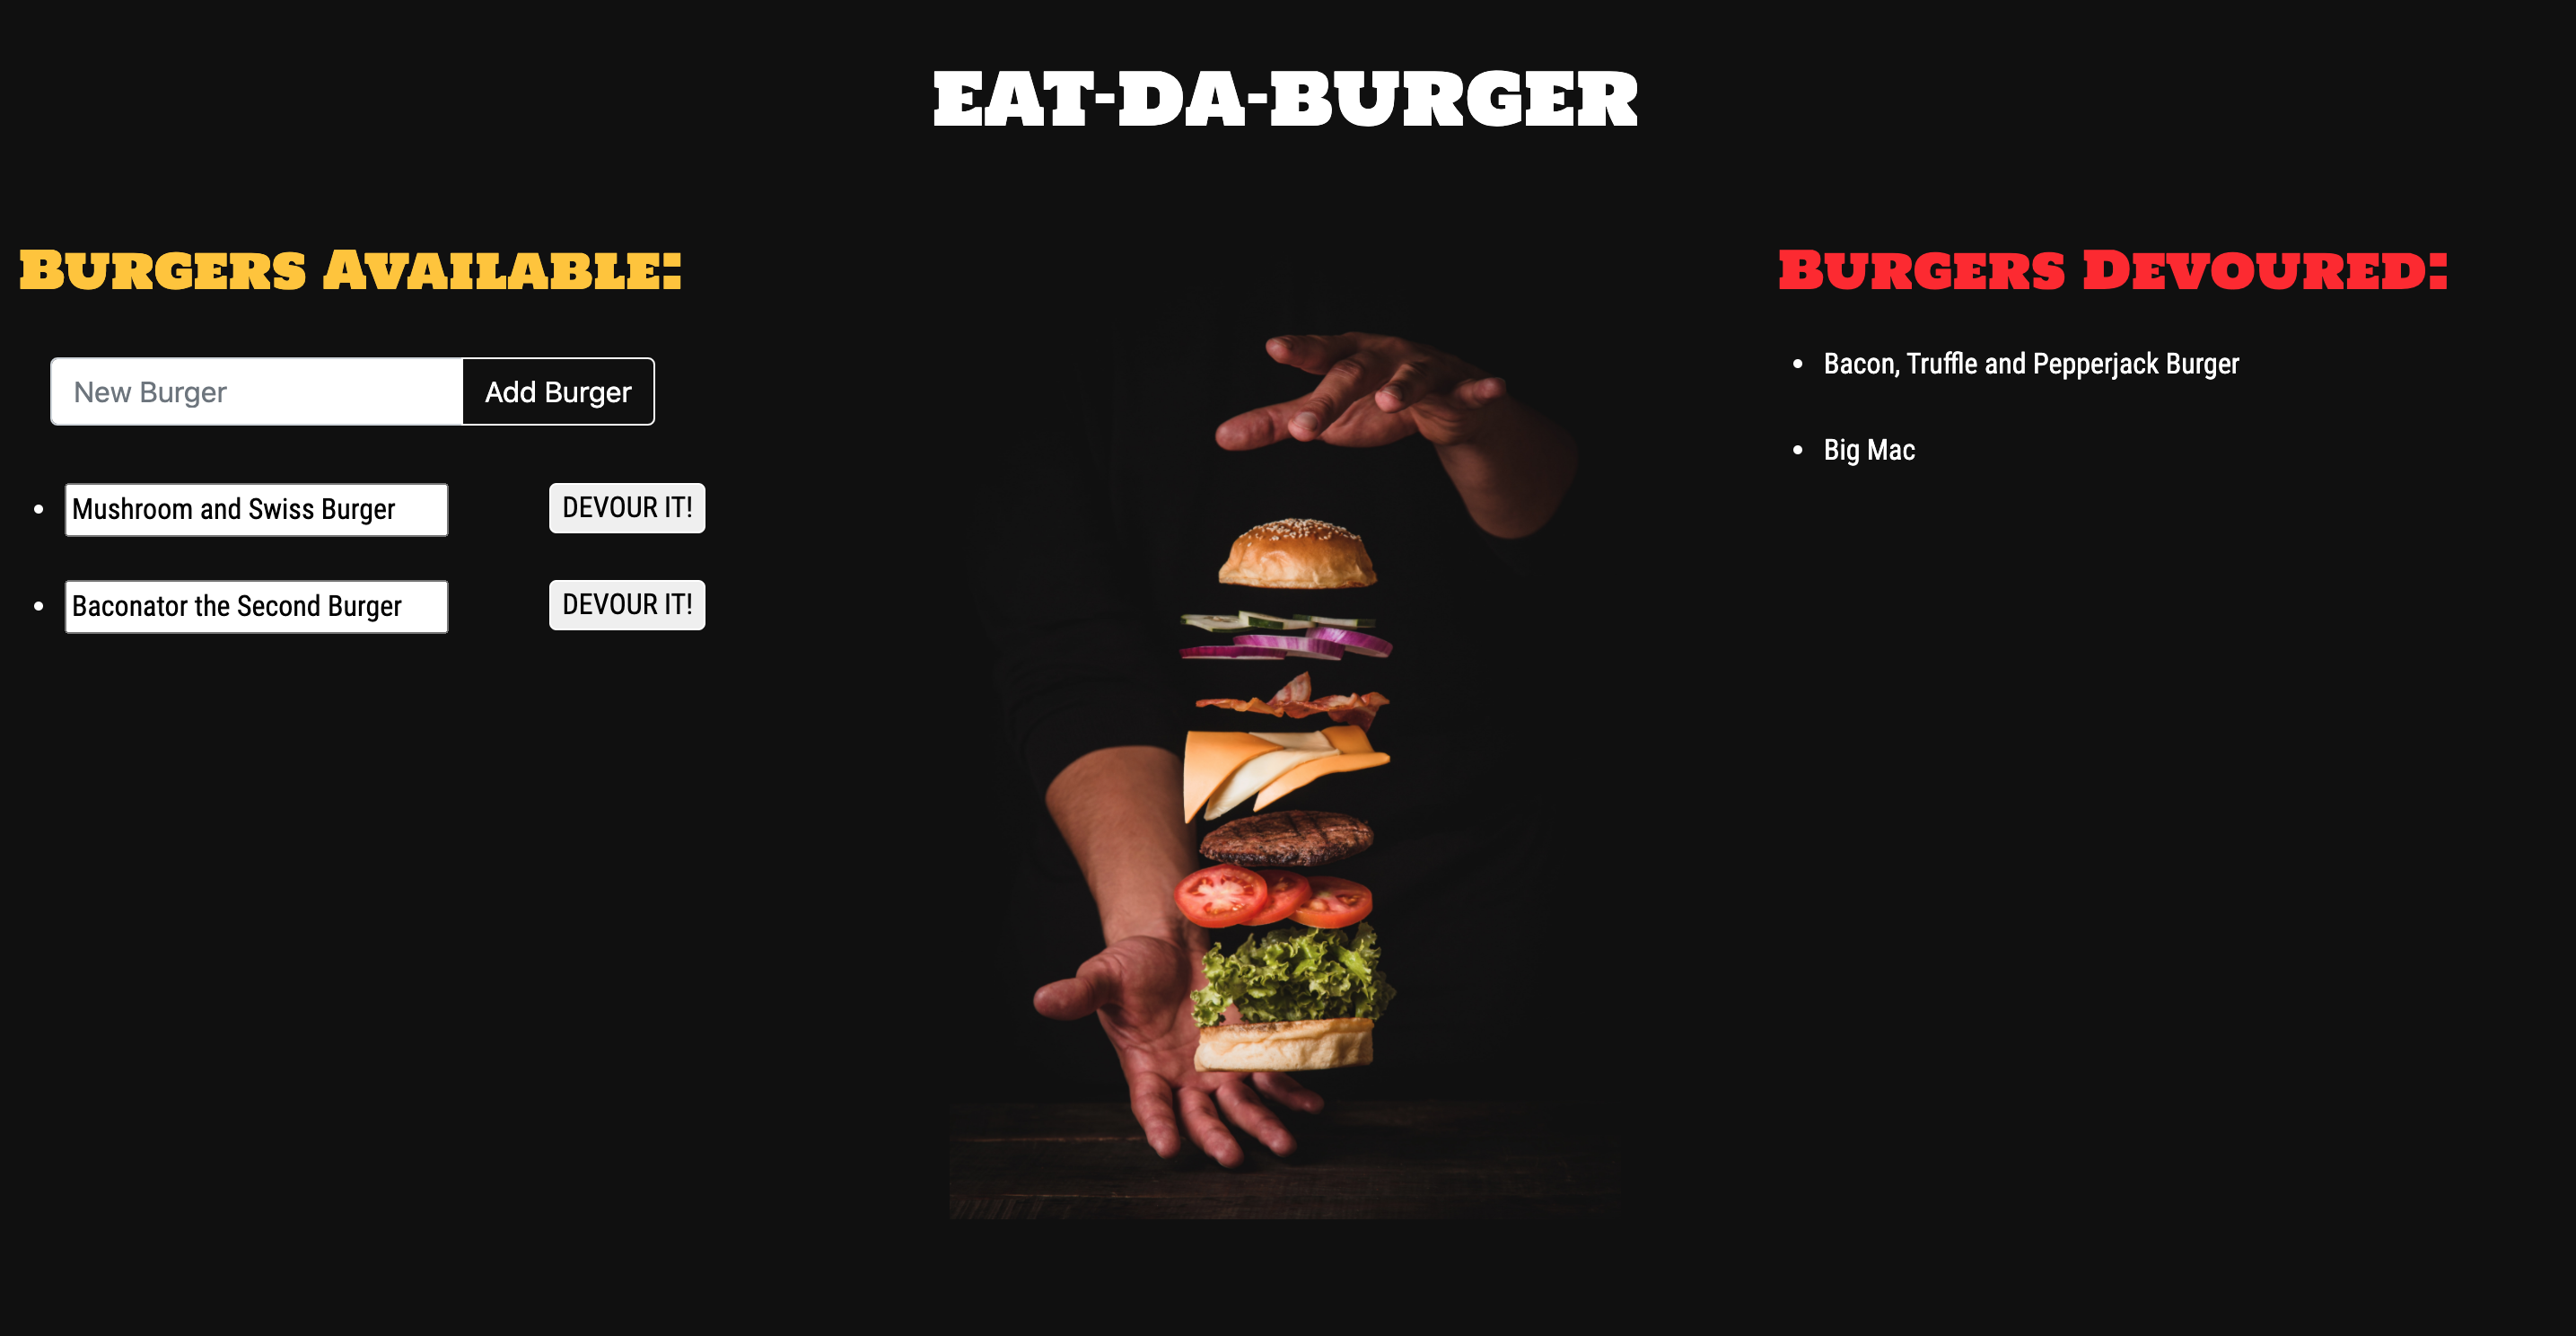 EAT-DA-BURGER
Burgers Available:
New Burger
Add Burger
Mushroom and Swiss Burger
DEVOUR IT!
Baconator the Second Burger
DEVOUR IT!
Burgers Devoured:
Bacon, Truffle and Pepperjack Burger
Big Mac